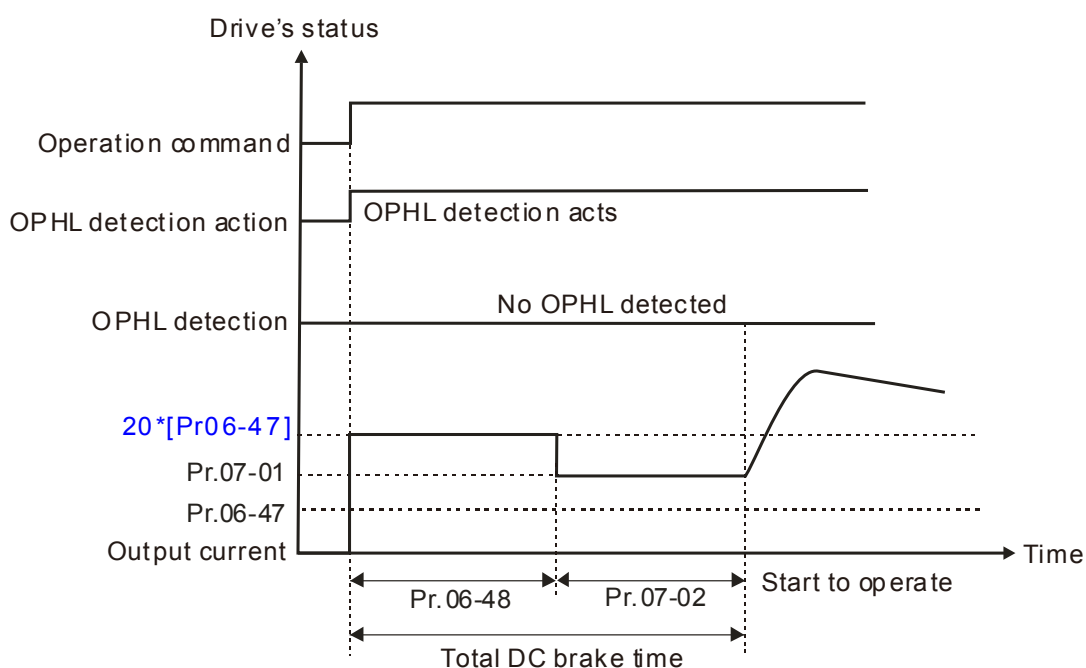 Drive's status
Operation command
OPHL detection action
OPHL detection acts
No OPHL detected
OPHL detection
20*[Pr06-47]
Pr.07-01
Pr.06-47
Output current
Time
Start to operate
Pr.06-48
Pr.07-02
Total DC brake time